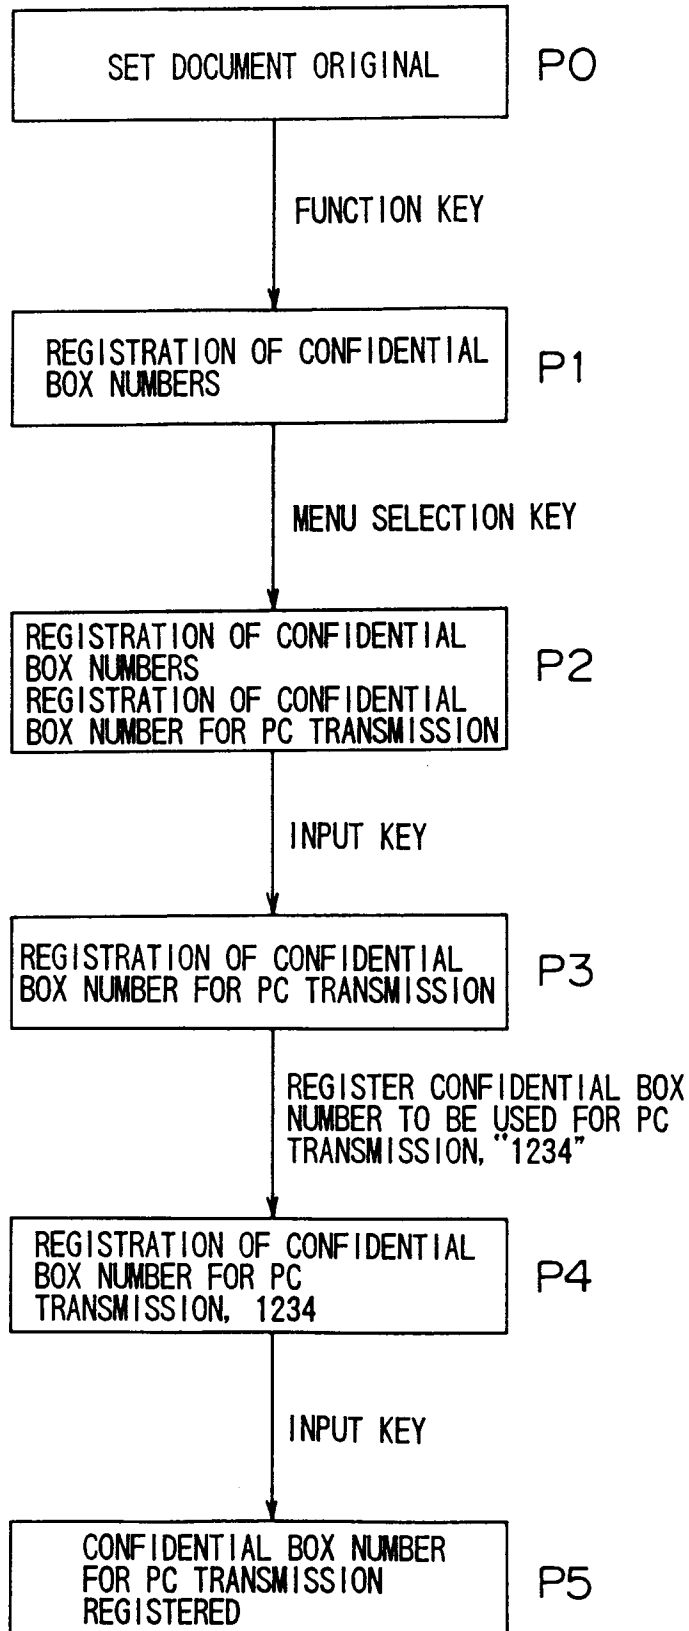 SET DOCUMENT ORIGINAL
P0
FUNCTION KEY
REGISTRATION OF CONFIDENTIAL
BOX NUMBERS
P1
MENU SELECTION KEY
REGISTRATION OF CONFIDENTIAL
BOX NUMBERS
REGISTRATION OF CONFIDENTIAL
BOX NUMBER FOR PC TRANSMISSION
P2
INPUT KEY
REGISTRATION OF CONFIDENTIAL
BOX NUMBER FOR PC TRANSMISSION
P3
REGISTER CONFIDENTIAL BOX
NUMBER TO BE USED FOR PC
TRANSMISSION, "1234"
REGISTRATION OF CONFIDENTIAL
BOX NUMBER FOR PC
TRANSMISSION, 1234
P4
INPUT KEY
CONFIDENTIAL BOX NUMBER
FOR PC TRANSMISSION
REGISTERED
P5